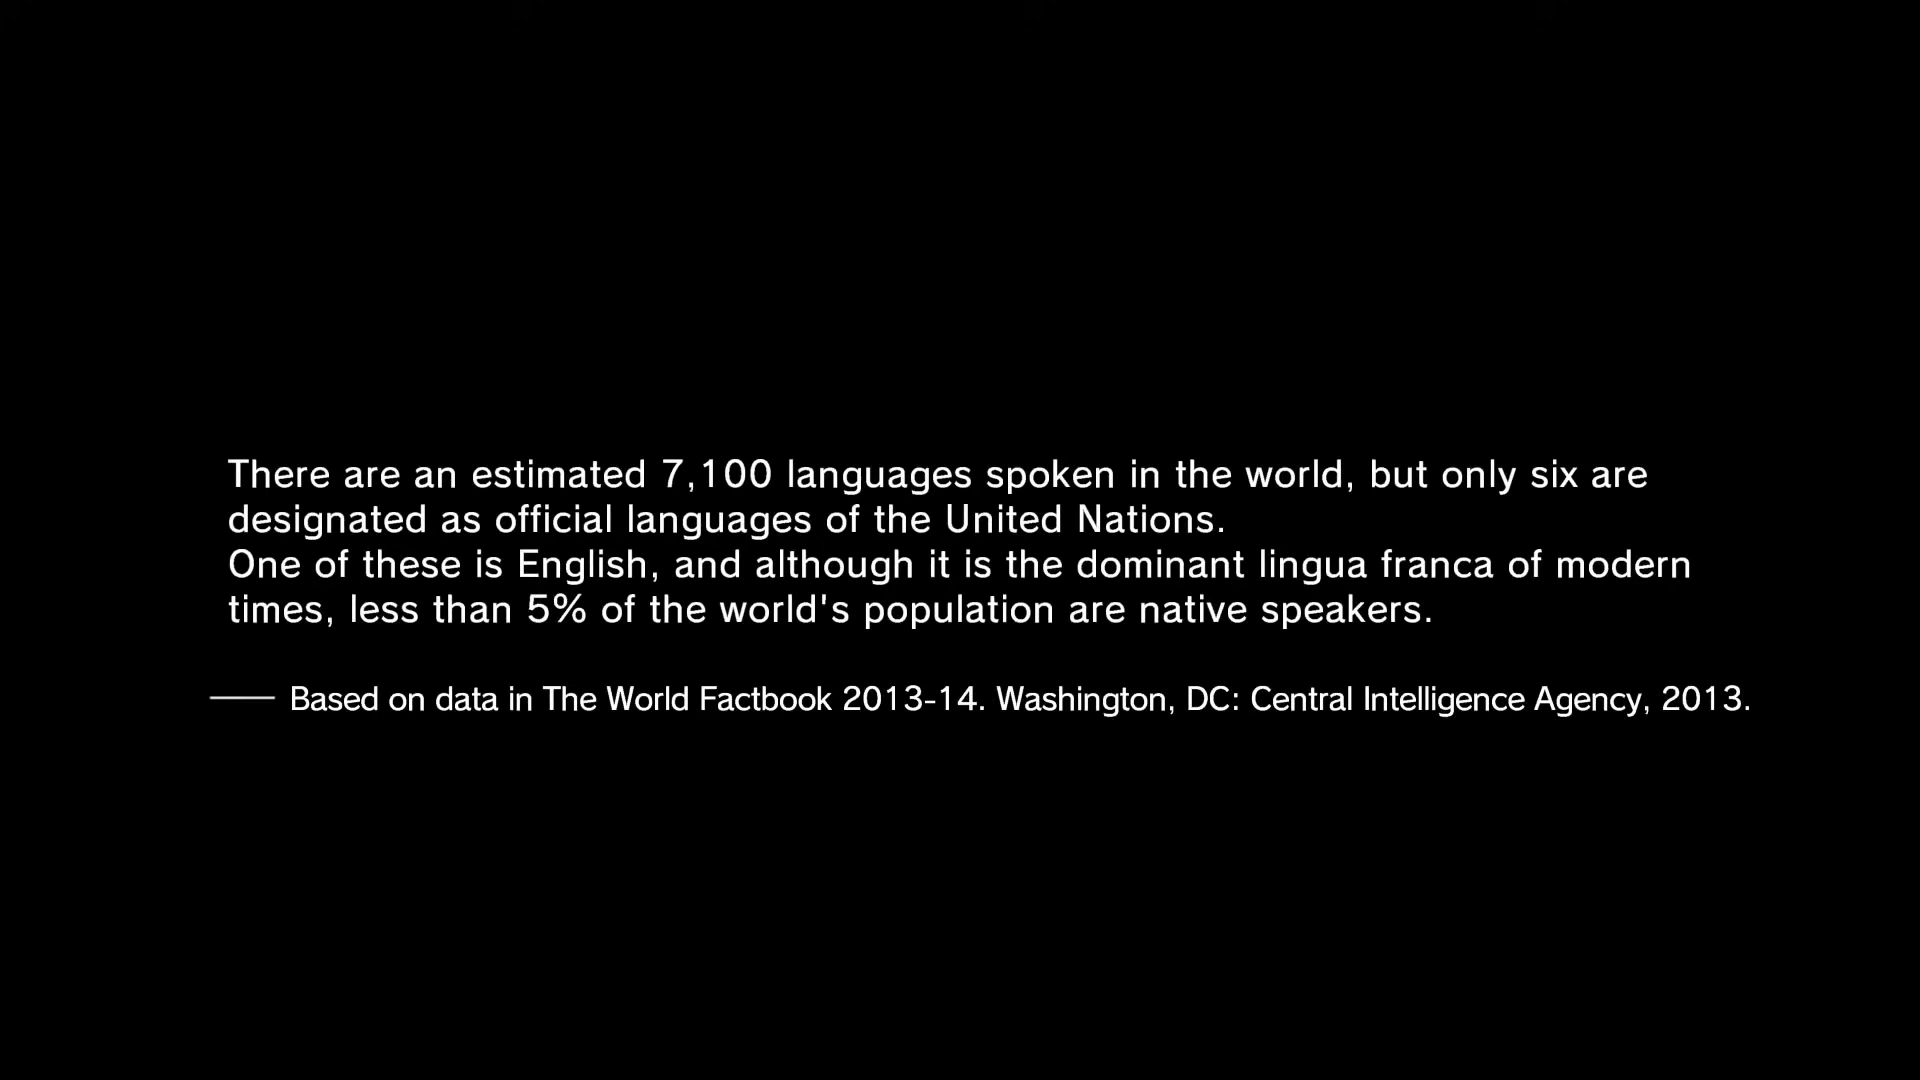 There are an estimated 7,100 languages spoken in the world, but only six are
designated as official languages of the United Nations.
One of these is English, and although it is the dominant lingua franca of modern
times, less than 5% of the world's population are native speakers.
—— Based on data in The World Factbook 2013-14. Washington, DC: Central Intelligence Agency, 2013.